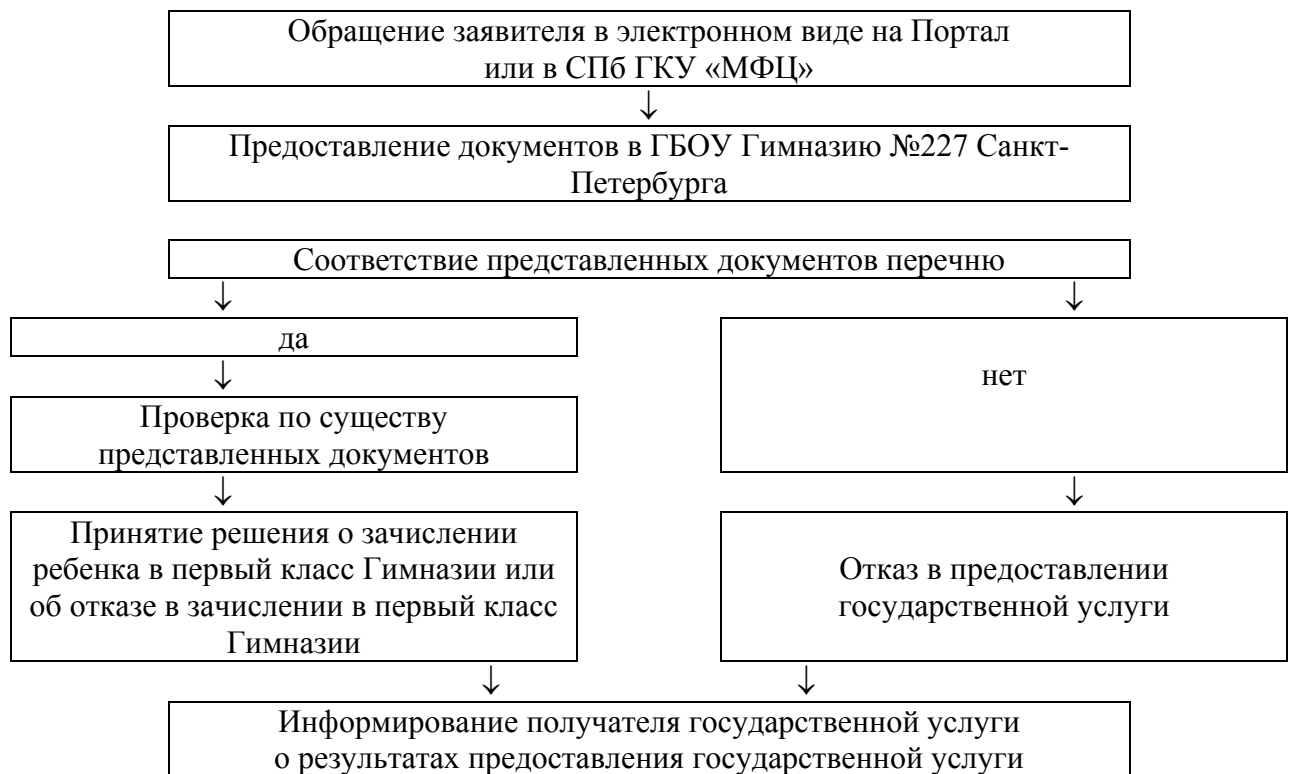 Обращение заявителя в электронном виде на Портал
или в СПб ГКУ «МФЦ»
↓
Предоставление документов в ГБОУ Гимназию №227 Санкт-
Петербурга
Соответствие представленных документов перечню
↓ ↓
да
↓
нет
Проверка по существу
представленных документов
↓ ↓
Принятие решения о зачислении
ребенка в первый класс Гимназии или
об отказе в зачислении в первый класс
Гимназии
Отказ в предоставлении
государственной услуги
↓ ↓
Информирование получателя государственной услуги
о результатах предоставления государственной услуги